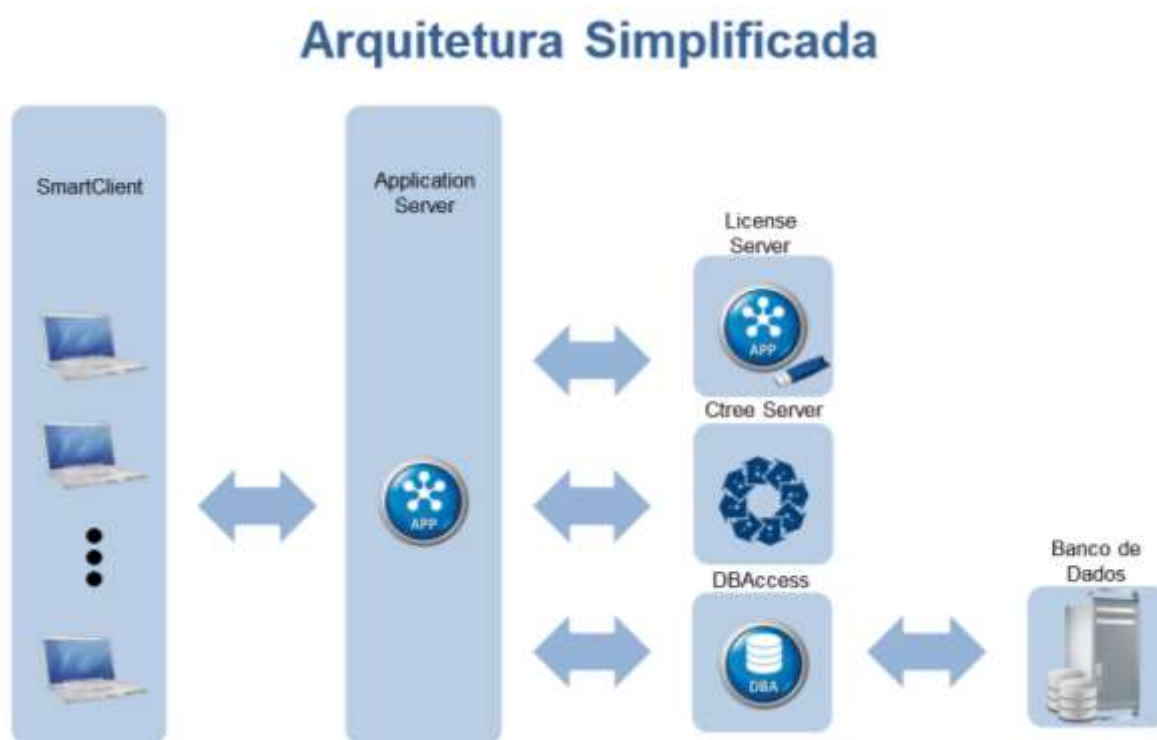 Arquitetura Simplificada
SmartClient
Application
Server
APP
License
Server
APP
Ctree Server
DBAccess
DBA
Banco de
Dados